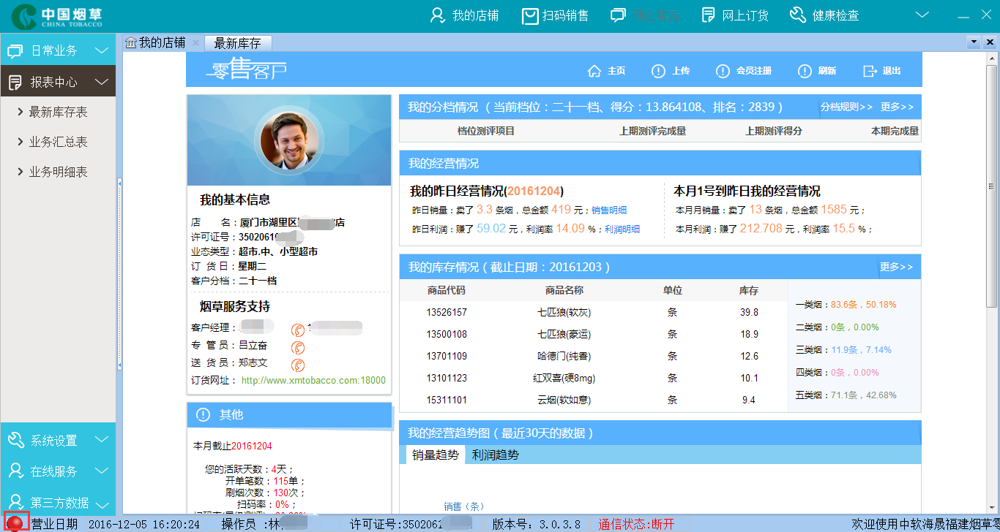 中国烟草
CHINA TOBACCO
我的店铺 扫码销售 网上订货 健康检查
我的店铺 最新库存
日常业务
报表中心
最新库存表
业务汇总表
业务明细表
系统设置
在线服务
第三方数据
零售客户
主页 上传 会员注册 刷新 退出
我的基本信息
店 名：厦门市湖里区 店
许可证号：3502061
业态类型：超市.中、小型超市
订 货 日：星期二
客户分档：二十一档
烟草服务支持
客户经理：
专 管 员：吕立奋
送 货 员：郑志文
订货网址： http://www.xmtobacco.com:18000
其他
本月截止20161204
您的活跃天数：4天；
开单笔数：115单；
刷烟次数：130次；
扫码率：0%；
我的分档情况（当前档位：二十一档、得分：13.864108、排名：2839 ） 分档规则>> 更多>>
档位测评项目 上期测评完成量 上期测评得分 本期完成量
我的经营情况
我的昨日经营情况(20161204)
昨日销量：卖了 3.3 条烟，总金额 419 元；销售明细
昨日利润：赚了 59.02 元，利润率 14.09 %；利润明细
本月1号到昨日我的经营情况
本月月销量：卖了 13 条烟，总金额 1585 元；
本月利润：赚了 212.708 元，利润率 15.5 %；
我的库存情况（截止日期：20161203 ） 更多>>
商品代码 商品名称 单位 库存
13526157 七匹狼(软灰) 条 39.8
13500108 七匹狼(豪运) 条 18.9
13701109 哈德门(纯香) 条 12.6
13101123 红双喜(硬8mg) 条 10.1
15311101 云烟(软如意) 条 9.4
一类烟：83.6条，50.18%
二类烟：0条，0.00%
三类烟：11.9条，7.14%
四类烟：0条，0.00%
五类烟：71.1条，42.68%
我的经营趋势图（最近30天的数据）
销量趋势 利润趋势
销售（条）
营业日期 2016-12-05 16:20:24 操作员 :林 许可证号:350206 版本号：3.0.3.8 通信状态:断开 欢迎使用中软海晟福建烟草零